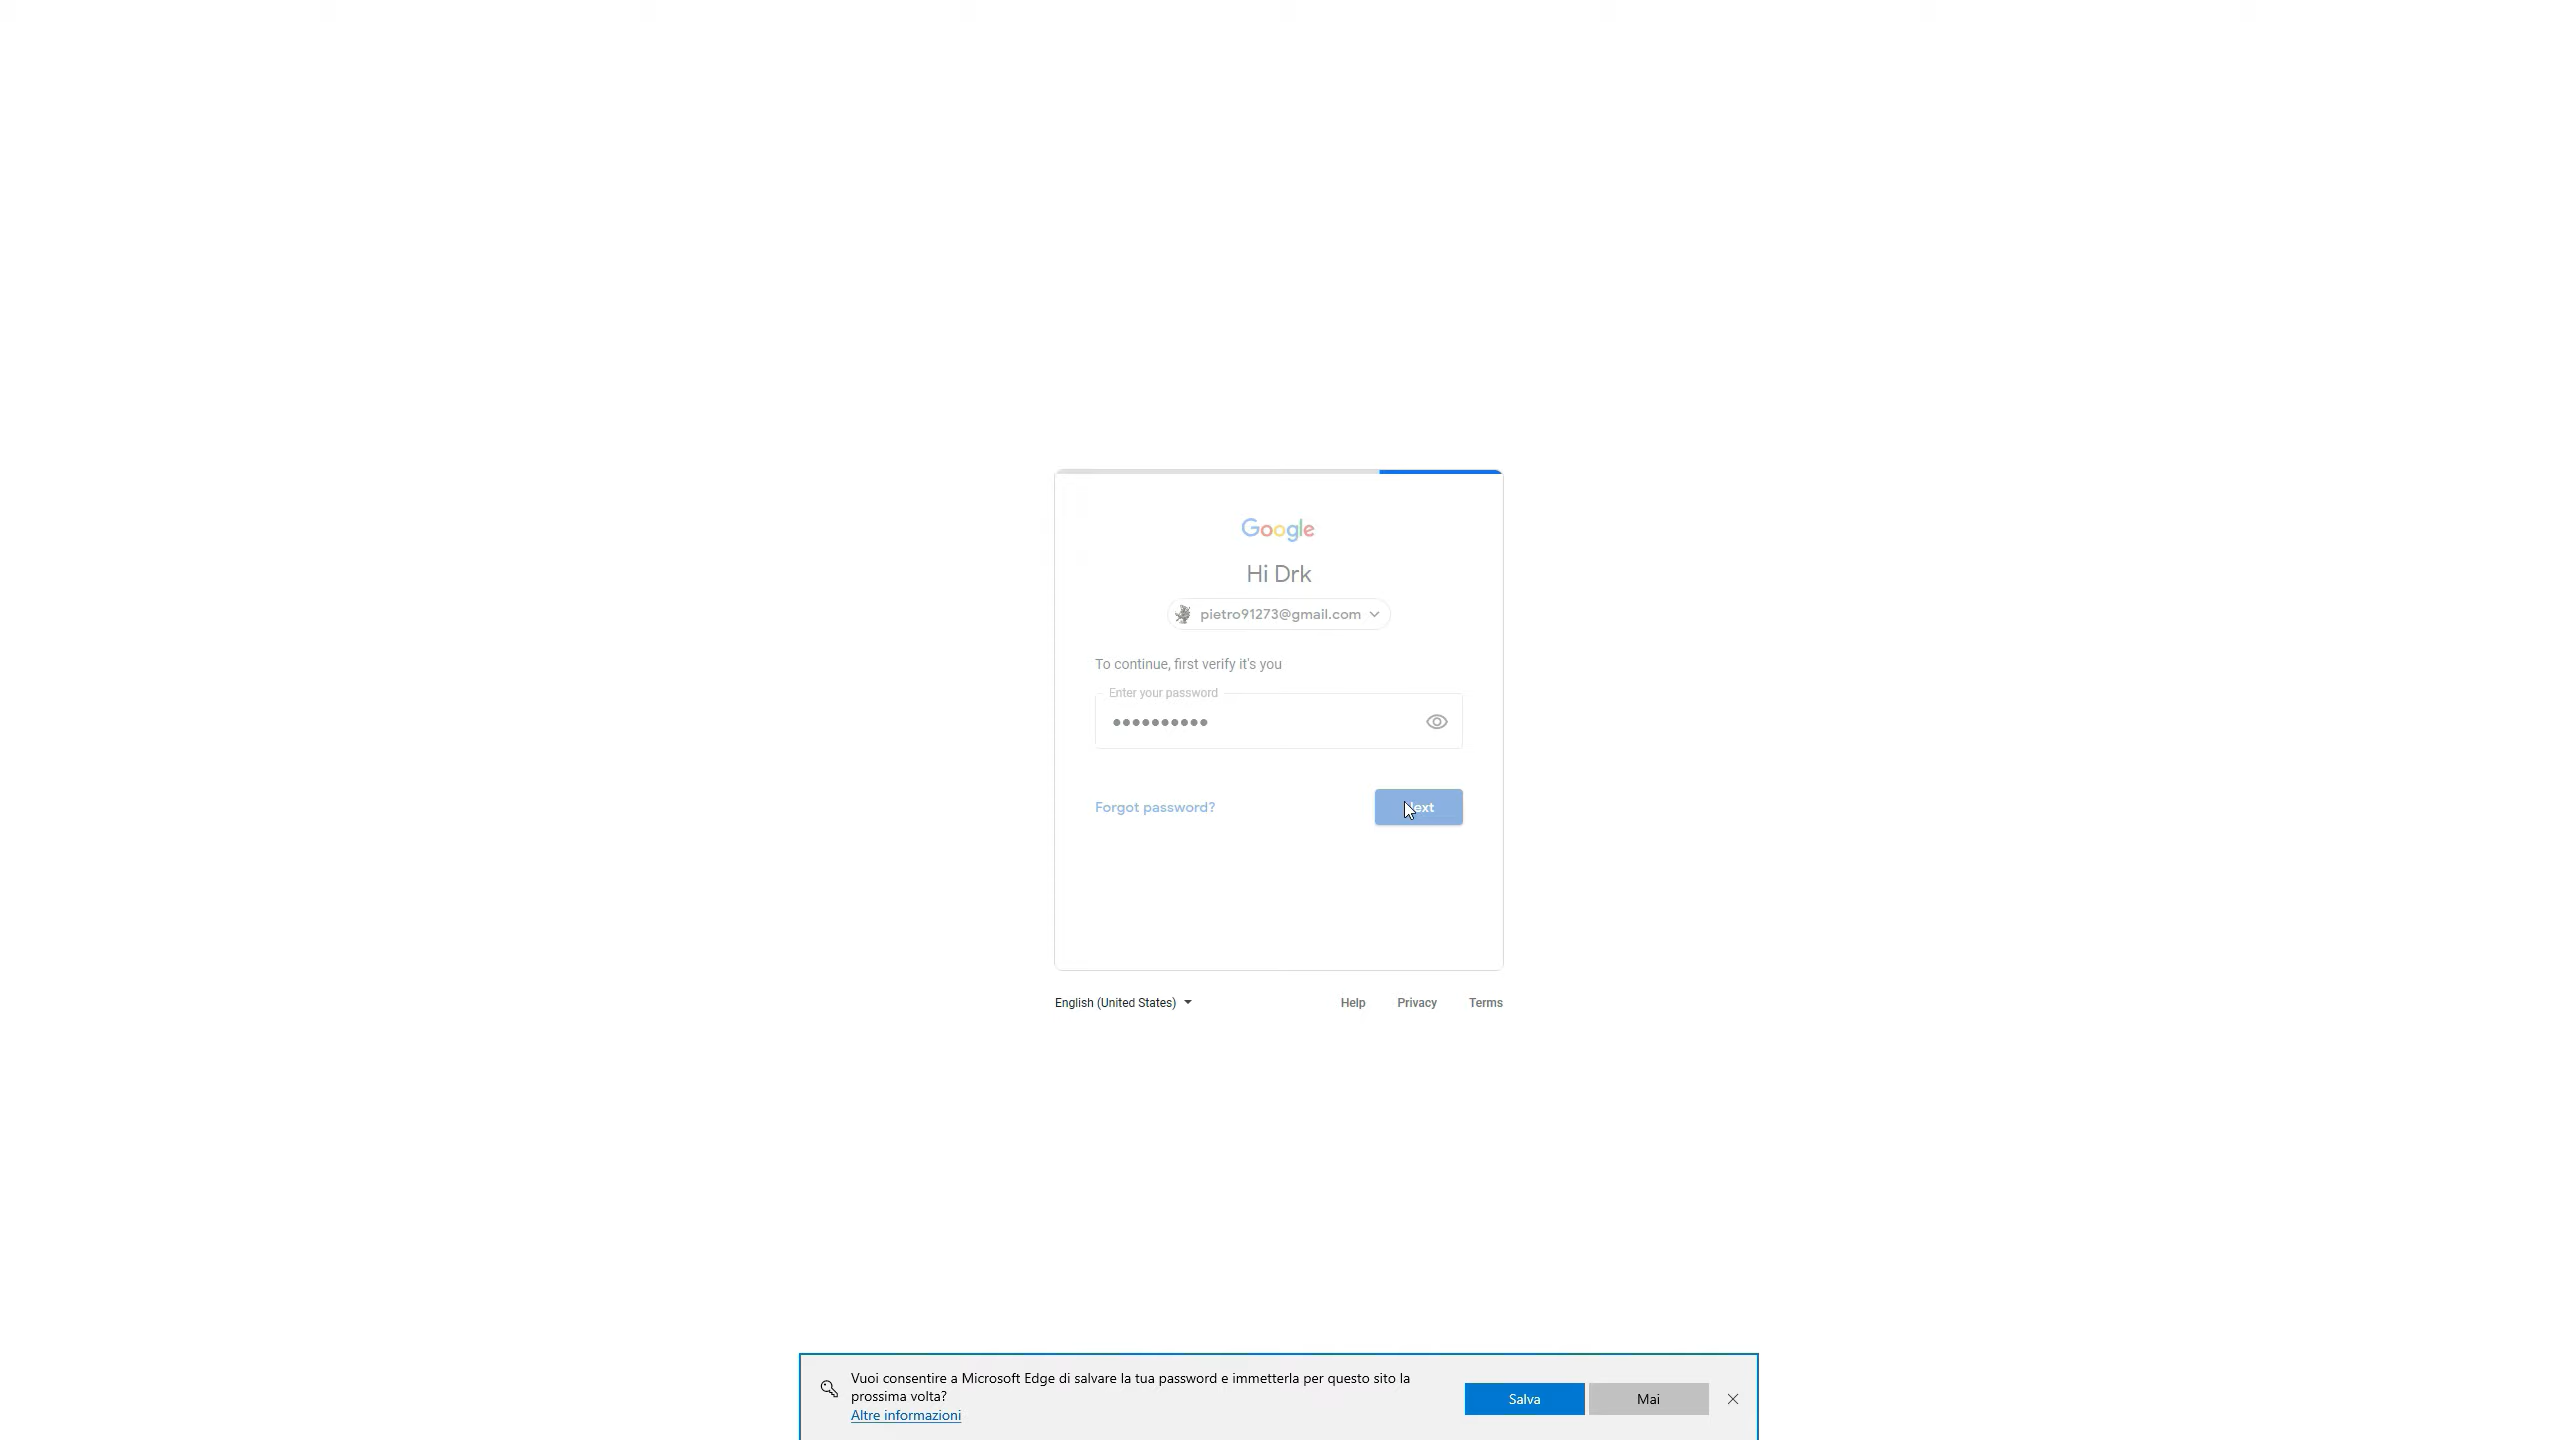 Google
Hi Drk
pietro91273@gmail.com
To continue, first verify it's you
Enter your password
Forgot password?
English (United States)
Help Privacy Terms
Vuoi consentire a Microsoft Edge di salvare la tua password e immetterla per questo sito la
prossima volta?
Altre informazioni
Salva Mai